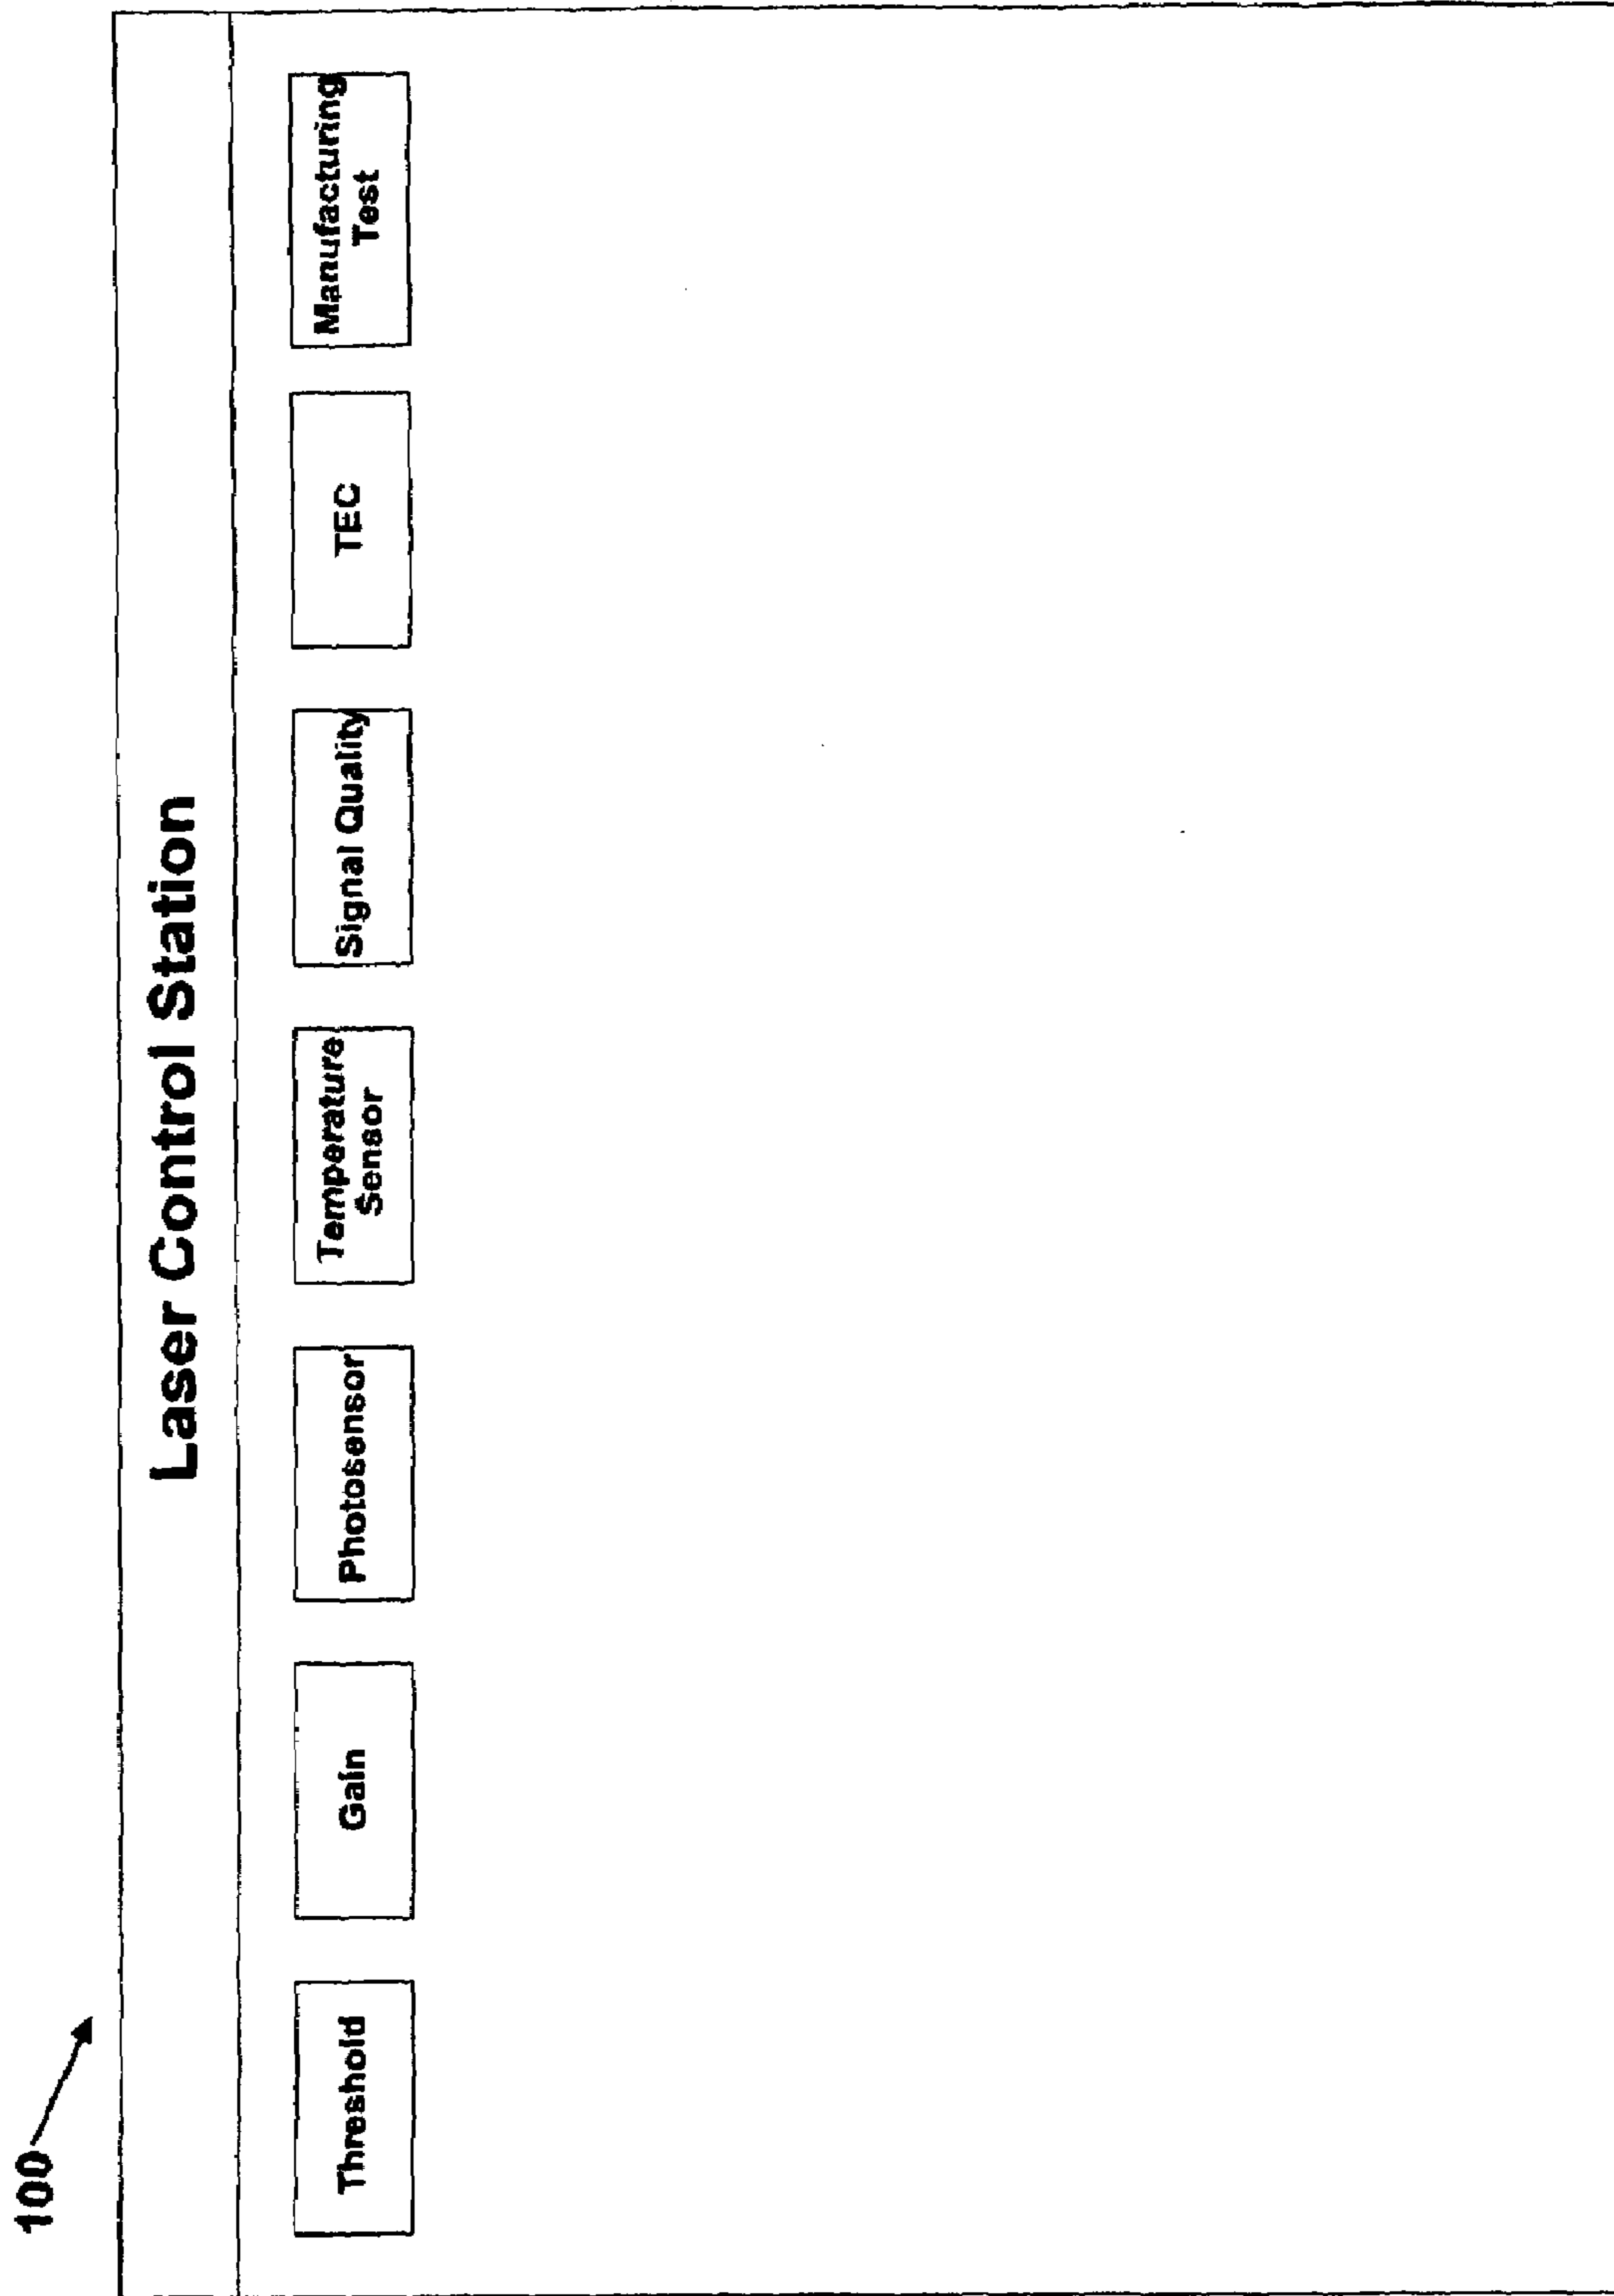 100
Laser Control Station
Threshold
Gain
Photosensor
Temperature
Sensor
Signal Quality
TEC
Manufacturing
Test